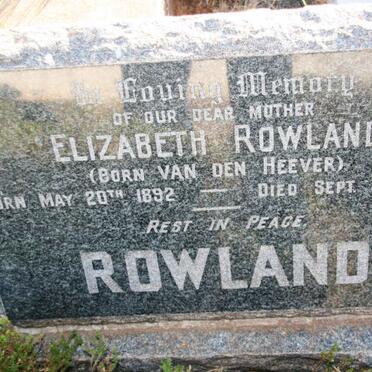 In Loving Memory
OF OUR DEAR MOTHER
ELIZABETH ROWLAND
(BORN VAN DEN HEEVER)
BORN MAY 20TH 1892 — DIED SEPT.
REST IN PEACE
ROWLAND